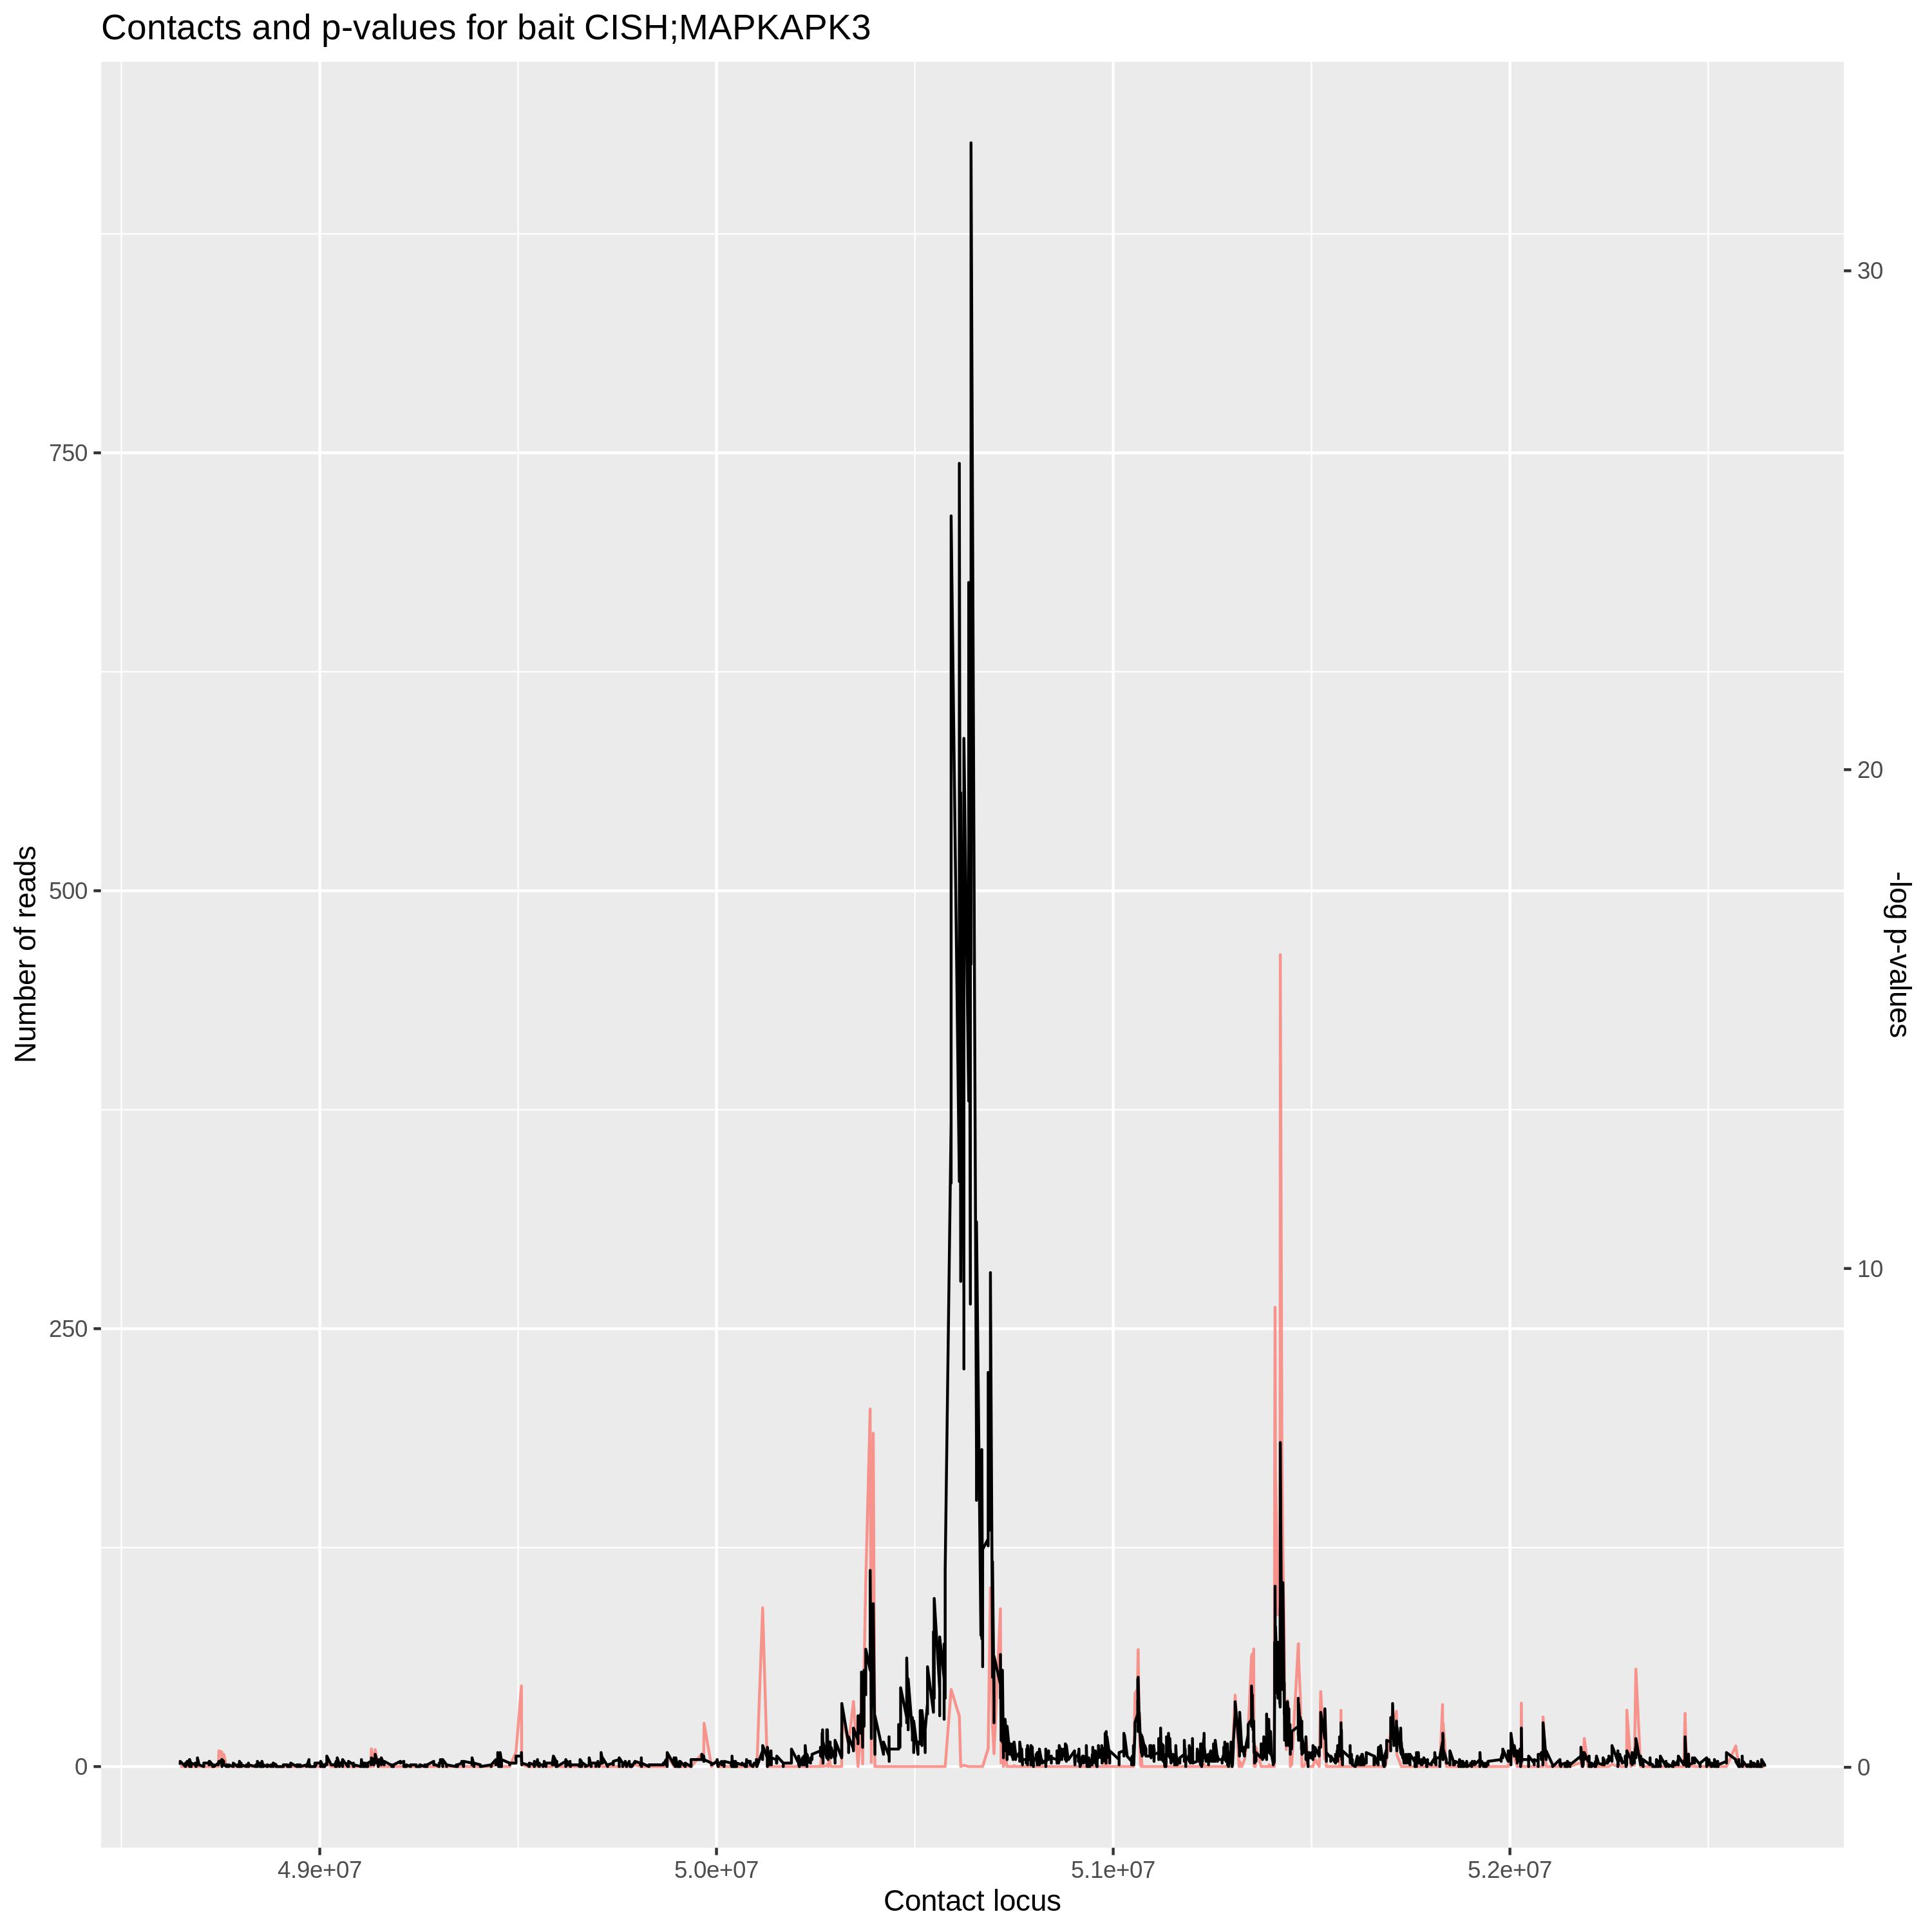 Contacts and p-values for bait CISH;MAPKAPK3
Number of reads
750
500
250
0
30
20
10
0
-log p-values
4.9e+07
5.0e+07
5.1e+07
5.2e+07
Contact locus